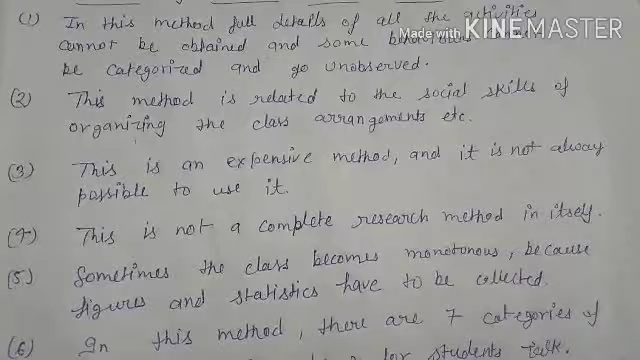 (1) In this method full details of all the activities
Made with KINEMASTER
cannot be obtained and some
be categorized and go unobserved.
(2) This method is related to the social skills of
organizing the class arrangements etc.
(3) This is an expensive method, and it is not alway
possible to use it.
(4) This is not a complete research method in itself.
(5) Sometimes the class becomes monotonous, because
figures and statistics have to be collected.
(6) In this method, there are 7 categories of
for students talk.